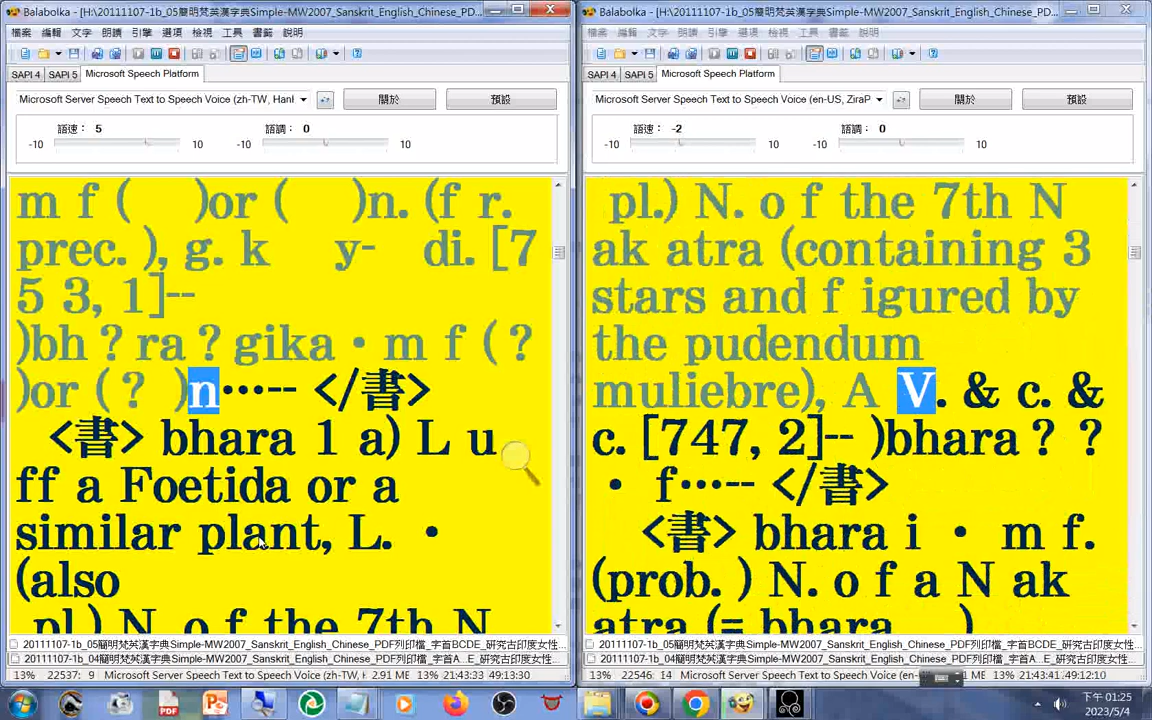 Balabolka - [H:\20111107-1b_05簡明梵英漢字典Simple-MW2007_Sanskrit_English_Chinese_PD...
檔案 編輯 文字 朗讀 引擎 選項 檢視 工具 書籤 說明
SAPI 4 SAPI 5 Microsoft Speech Platform
Microsoft Server Speech Text to Speech Voice (zh-TW, Hanl
關於 預設
語速： 5 語調： 0
-10 10 -10 10
m f ( )or ( )n. (f r.
prec. ), g. k y- di. [7
5 3, 1]--
)bh ? ra ? gika • m f ( ?
)or ( ? )n…-- </書>
<書> bhara 1 a) L u
ff a Foetida or a
similar plant, L. •
(also
pl.) N. o f the 7th N
20111107-1b_05簡明梵英漢字典Simple-MW2007_Sanskrit_English_Chinese_PDF列印檔_字首BCDE_研究古印度女性...
20111107-1b_04簡明梵英漢字典Simple-MW2007_Sanskrit_English_Chinese_PDF列印檔_字首A...E_研究古印度女性...
13% 22537: 9 Microsoft Server Speech Text to Speech Voice (zh-TW, 2.91 ME 13% 21:43:33 49:13:30
Balabolka - [H:\20111107-1b_05簡明梵英漢字典Simple-MW2007_Sanskrit_English_Chinese_PD...
檔案 編輯 文字 朗讀 引擎 選項 檢視 工具 書籤 說明
SAPI 4 SAPI 5 Microsoft Speech Platform
Microsoft Server Speech Text to Speech Voice (en-US, ZiraP
關於 預設
語速： -2 語調： 0
-10 10 -10 10
pl.) N. o f the 7th N
ak atra (containing 3
stars and f igured by
the pudendum
muliebre), A V. & c. &
c. [747, 2]-- )bhara ? ?
• f…-- </書>
<書> bhara i • m f.
(prob. ) N. o f a N ak
atra (= bhara )
20111107-1b_05簡明梵英漢字典Simple-MW2007_Sanskrit_English_Chinese_PDF列印檔_字首BCDE_研究古印度女性...
20111107-1b_04簡明梵英漢字典Simple-MW2007_Sanskrit_English_Chinese_PDF列印檔_字首A...E_研究古印度女性...
13% 22546: 14 Microsoft Server Speech Text to Speech Voice (en-US, 13% 21:43:41 49:12:10
PDF
下午 01:25
2023/5/4